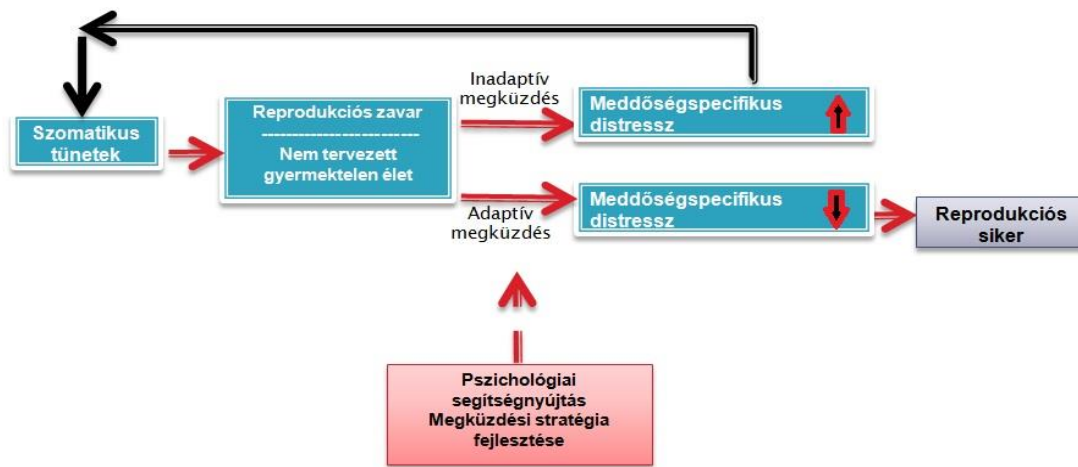 Szomatikus
tünetek
Reprodukciós zavar
-------------------------
Nem tervezett
gyermektelen élet
Inadaptív
megküzdés
Meddőségspecifikus
distressz
Adaptív
megküzdés
Meddőségspecifikus
distressz
Reprodukciós
siker
Pszichológiai
segítségnyújtás
Megküzdési stratégia
fejlesztése